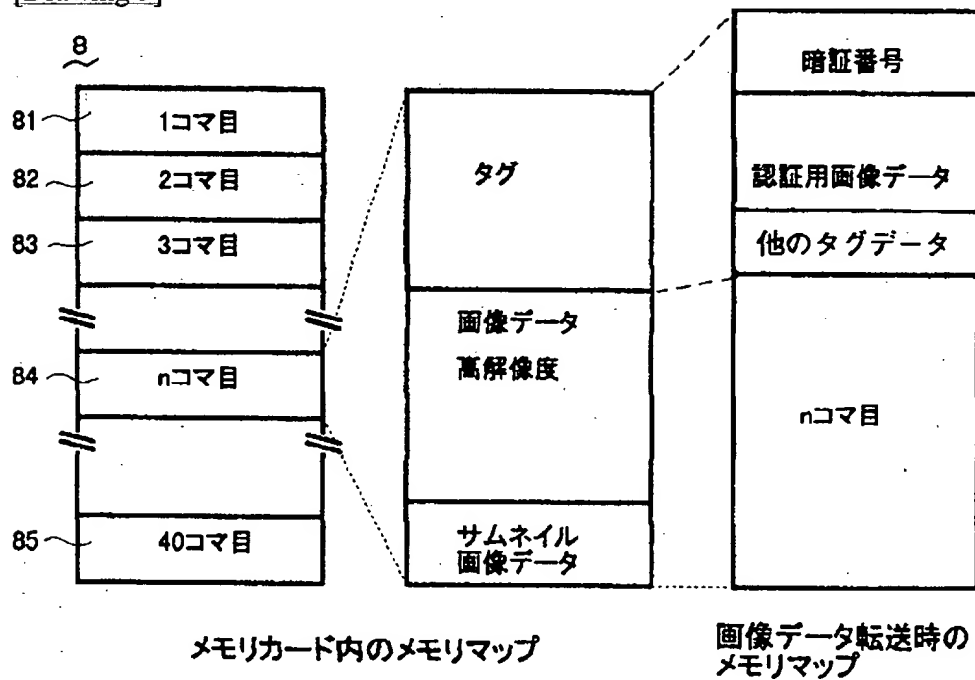 8
81
1コマ目
82
2コマ目
83
3コマ目
84
nコマ目
85
40コマ目
タグ
画像データ
高解像度
サムネイル
画像データ
暗証番号
認証用画像データ
他のタグデータ
nコマ目
メモリカード内のメモリマップ
画像データ転送時の
メモリマップ